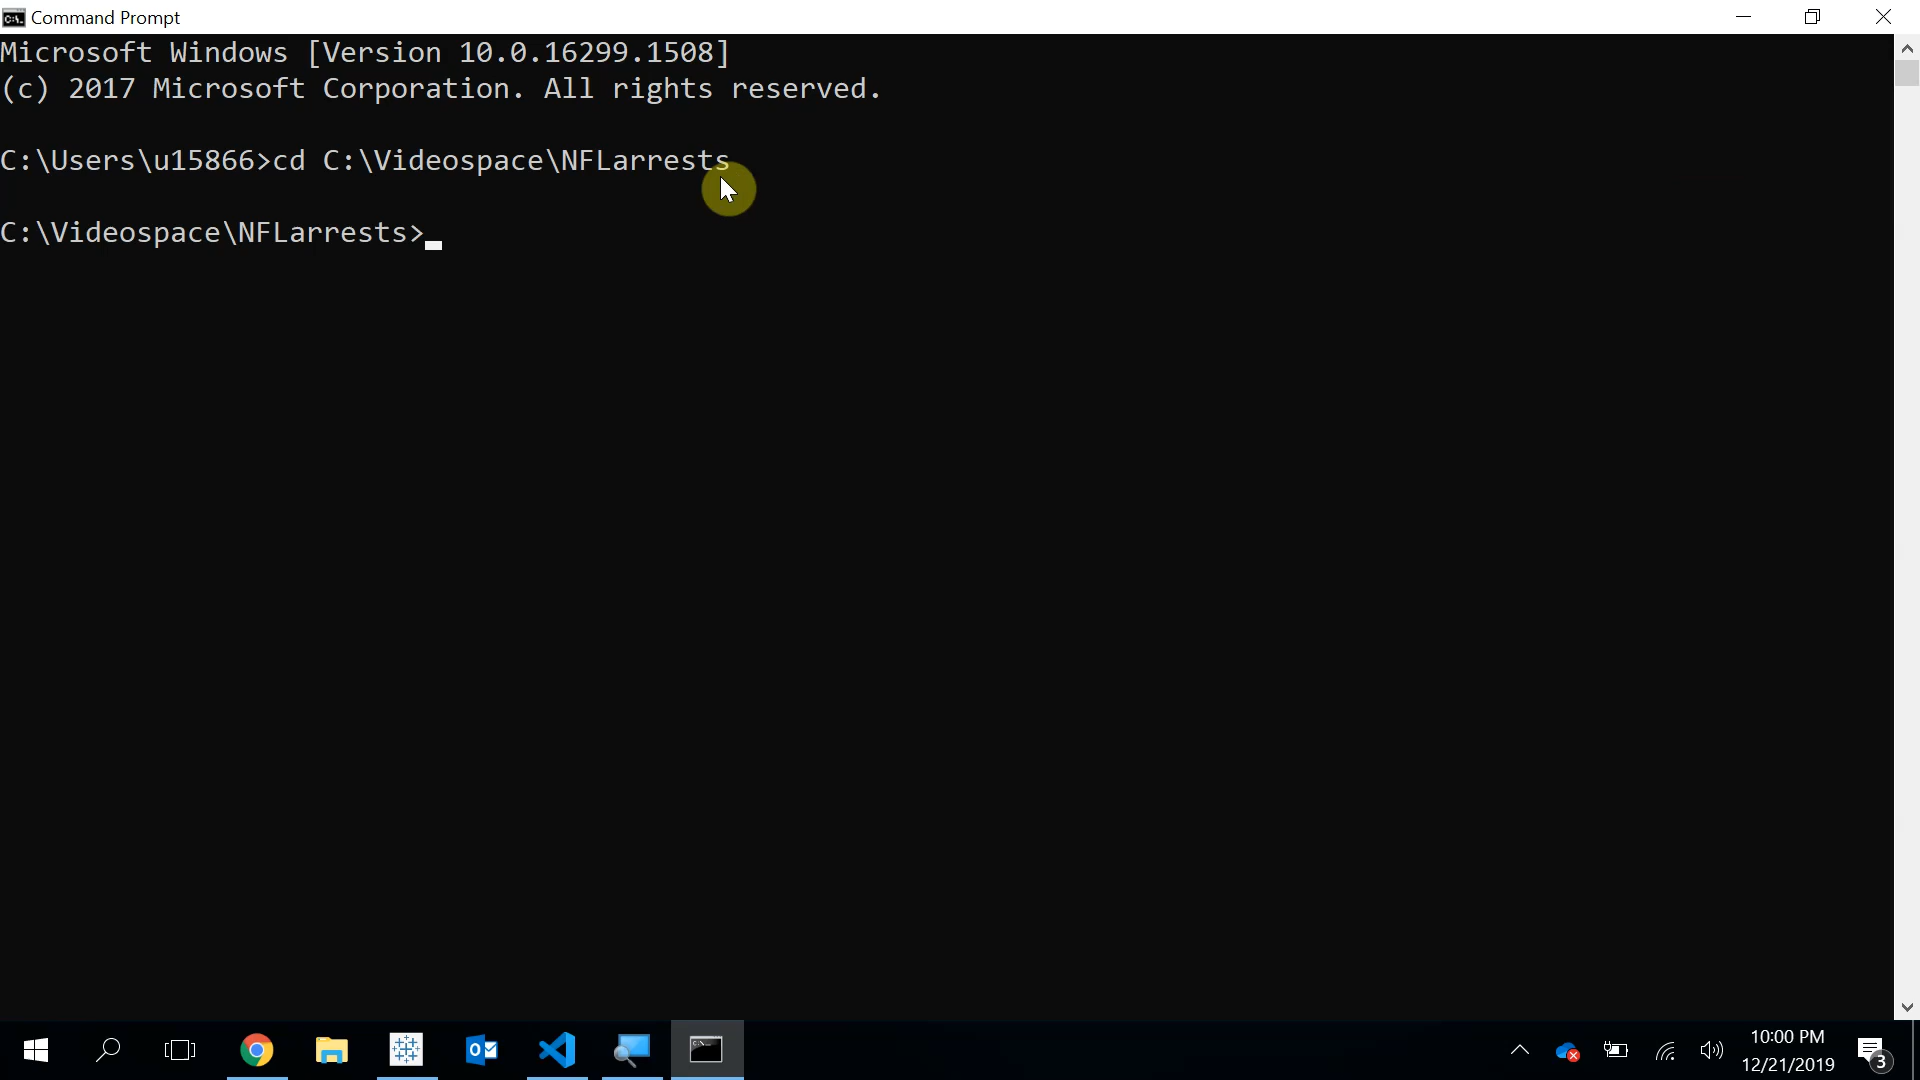 Command Prompt
Microsoft Windows [Version 10.0.16299.1508]
(c) 2017 Microsoft Corporation. All rights reserved.
C:\Users\u15866>cd C:\Videospace\NFLarrests
C:\Videospace\NFLarrests>
10:00 PM
12/21/2019
3